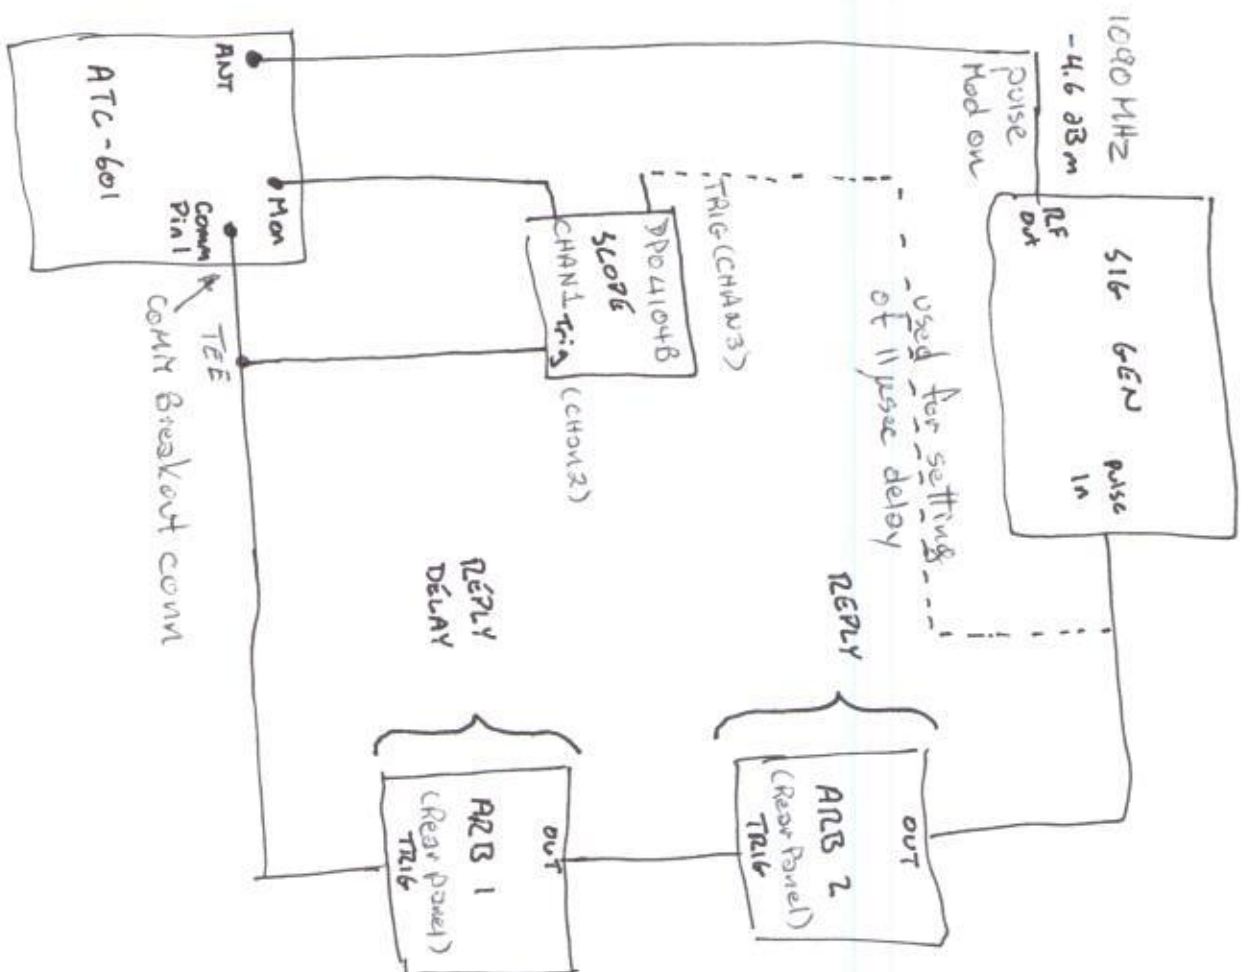 1090 MHz
-4.6 dBm
pulse
Mod on
RF
out
SIG GEN
Pulse
In
ANT
ATC-601
Mon
Comm
Pin 1
TEE
COMM Breakout conn
SCOPE
DPO4104B
CHAN1
Trig
(CHAN2)
TRIG (CHAN3)
used for setting
of 11 µsec delay
REPLY
DELAY
REPLY
OUT
ARB 1
(Rear panel)
TRIG
OUT
ARB 2
(Rear Panel)
TRIG